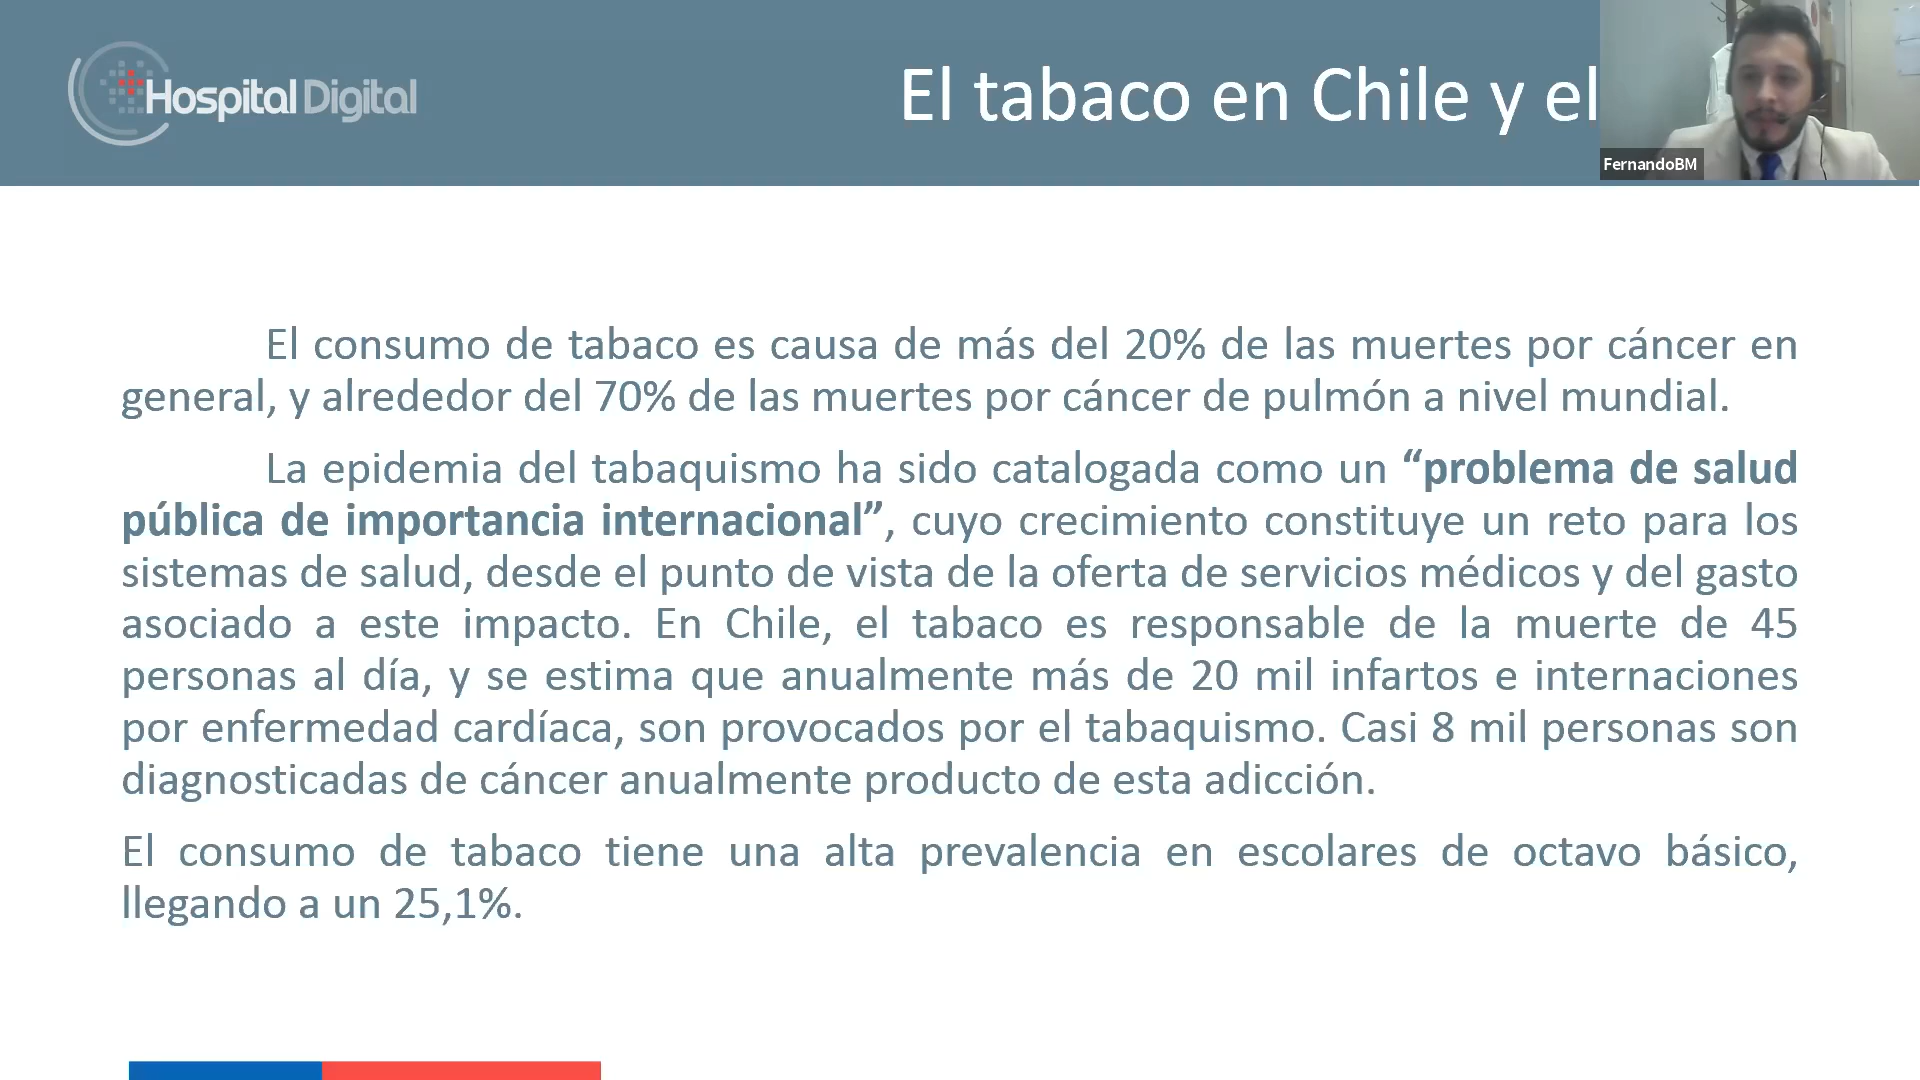 Hospital Digital
El tabaco en Chile y el
FernandoBM
El consumo de tabaco es causa de más del 20% de las muertes por cáncer en
general, y alrededor del 70% de las muertes por cáncer de pulmón a nivel mundial.
La epidemia del tabaquismo ha sido catalogada como un “problema de salud
pública de importancia internacional”, cuyo crecimiento constituye un reto para los
sistemas de salud, desde el punto de vista de la oferta de servicios médicos y del gasto
asociado a este impacto. En Chile, el tabaco es responsable de la muerte de 45
personas al día, y se estima que anualmente más de 20 mil infartos e internaciones
por enfermedad cardíaca, son provocados por el tabaquismo. Casi 8 mil personas son
diagnosticadas de cáncer anualmente producto de esta adicción.
El consumo de tabaco tiene una alta prevalencia en escolares de octavo básico,
llegando a un 25,1%.